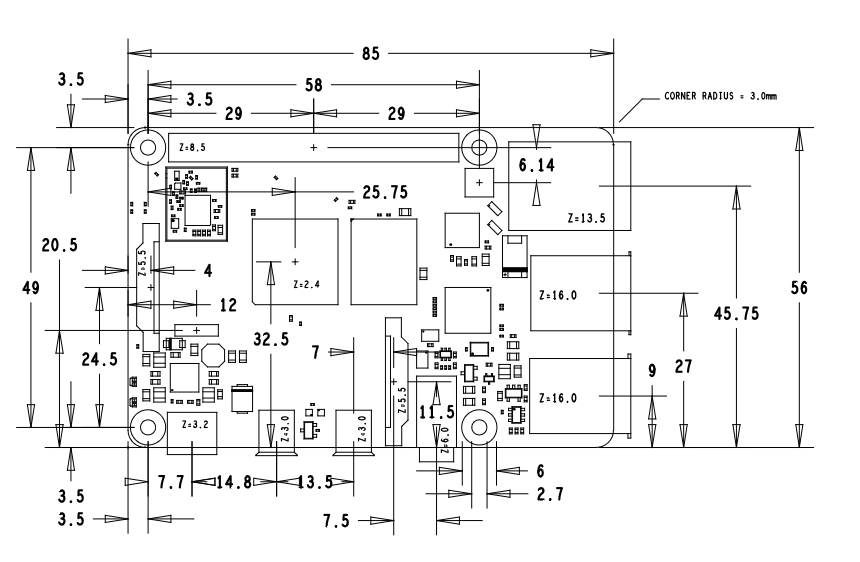 85
3.5
58
CORNER RADIUS = 3.0mm
3.5
29
29
Z=8.5
6.14
25.75
Z=13.5
20.5
Z=5.5
4
49
Z=2.4
Z=16.0
56
12
45.75
32.5
7
24.5
27
9
Z=16.0
Z=5.5
11.5
Z=3.2
Z=3.0
Z=3.0
Z=6.0
6
7.7
14.8
13.5
3.5
2.7
3.5
7.5